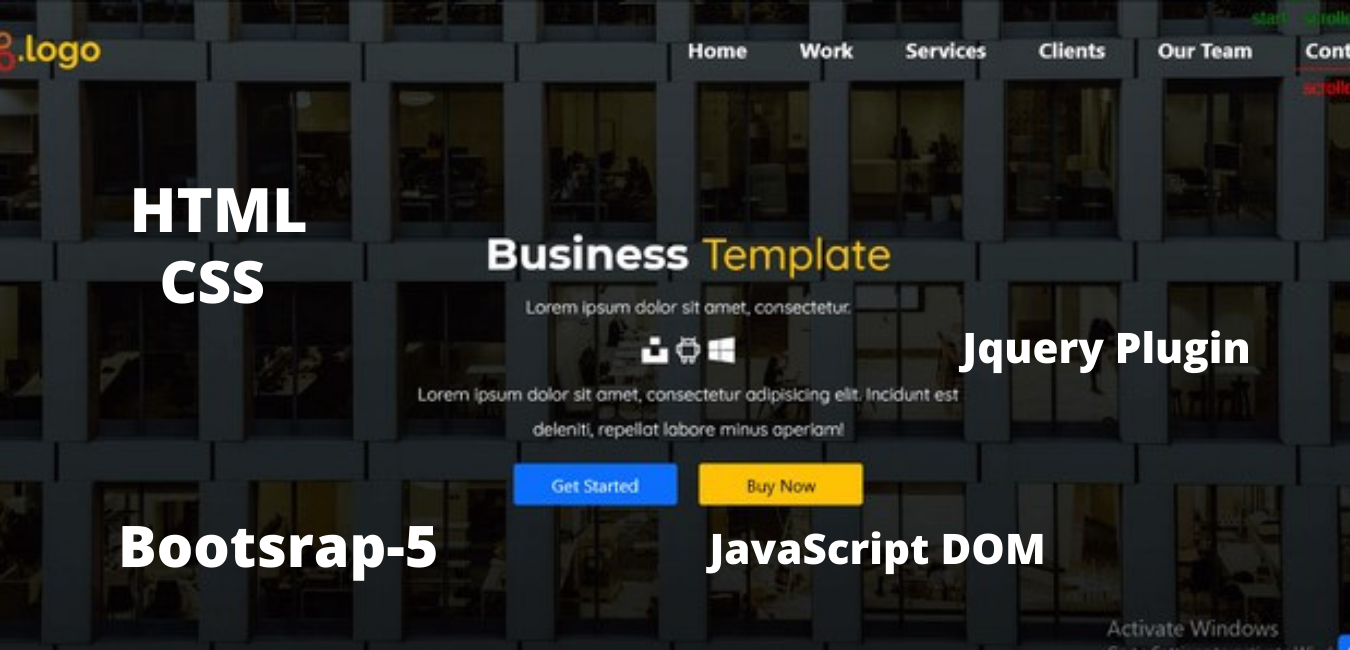 start
.logo
Home Work Services Clients Our Team Cont
HTML
CSS
Business Template
Lorem ipsum dolor sit amet, consectetur.
Jquery Plugin
Lorem ipsum dolor sit amet, consectetur adipisicing elit. Incidunt est
deleniti, repellat labore minus aperiam!
Get Started Buy Now
Bootsrap-5
JavaScript DOM
Activate Windows